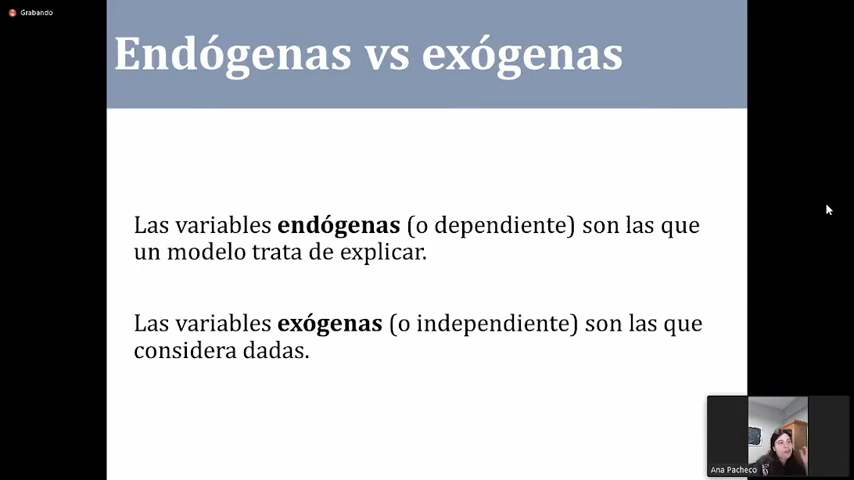 Grabando
Endógenas vs exógenas
Las variables endógenas (o dependiente) son las que
un modelo trata de explicar.
Las variables exógenas (o independiente) son las que
considera dadas.
Ana Pacheco